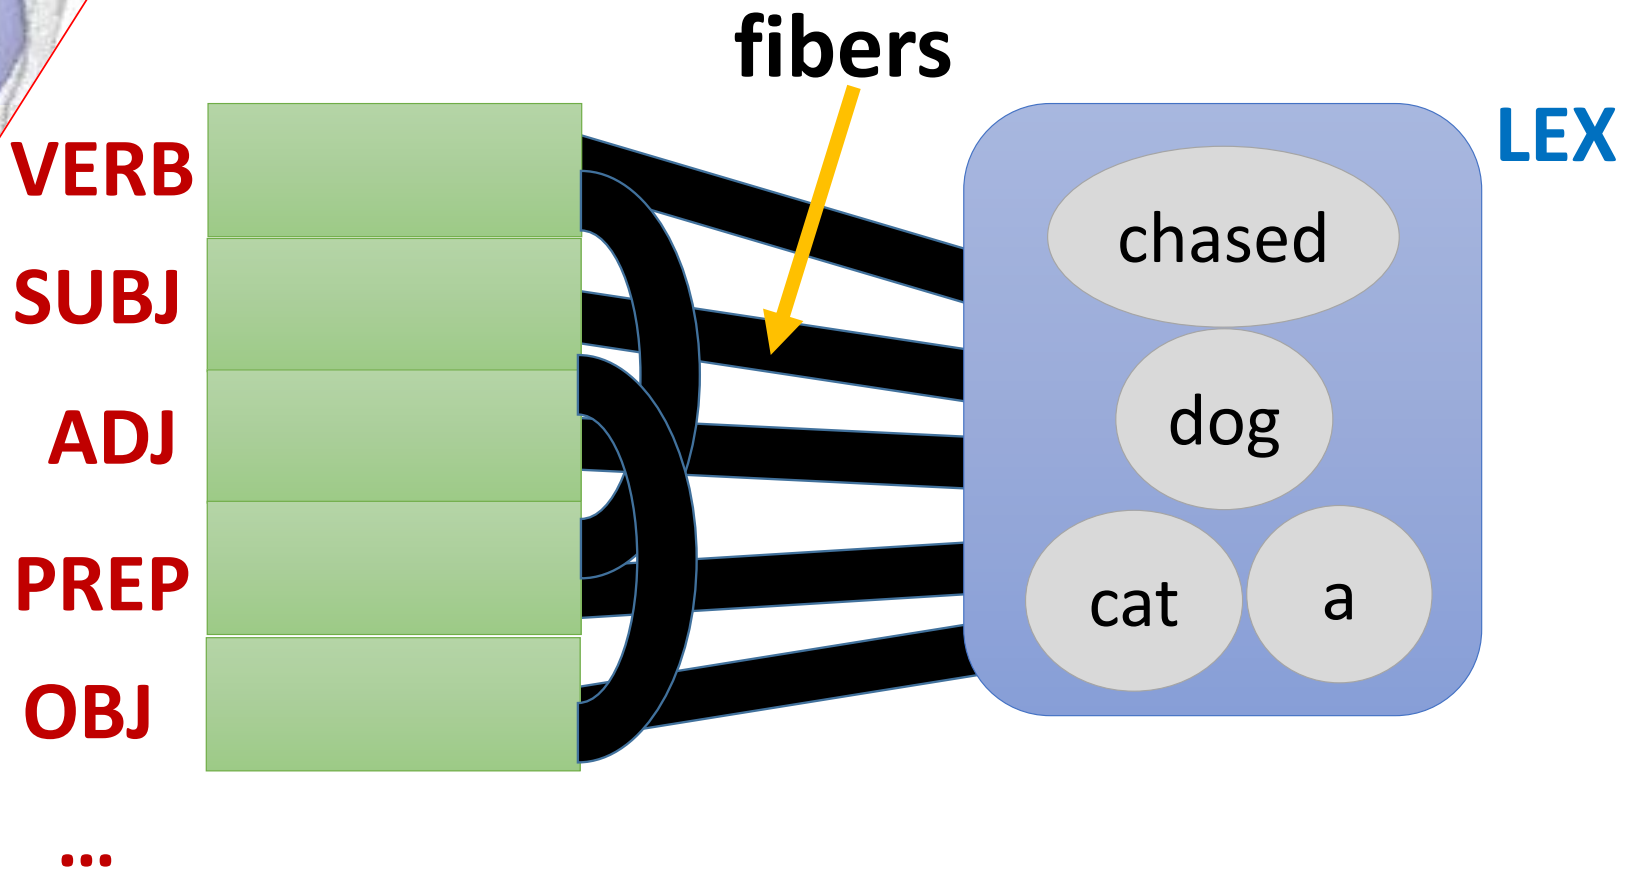 fibers
LEX
VERB
chased
SUBJ
dog
ADJ
PREP
cat
a
OBJ
...